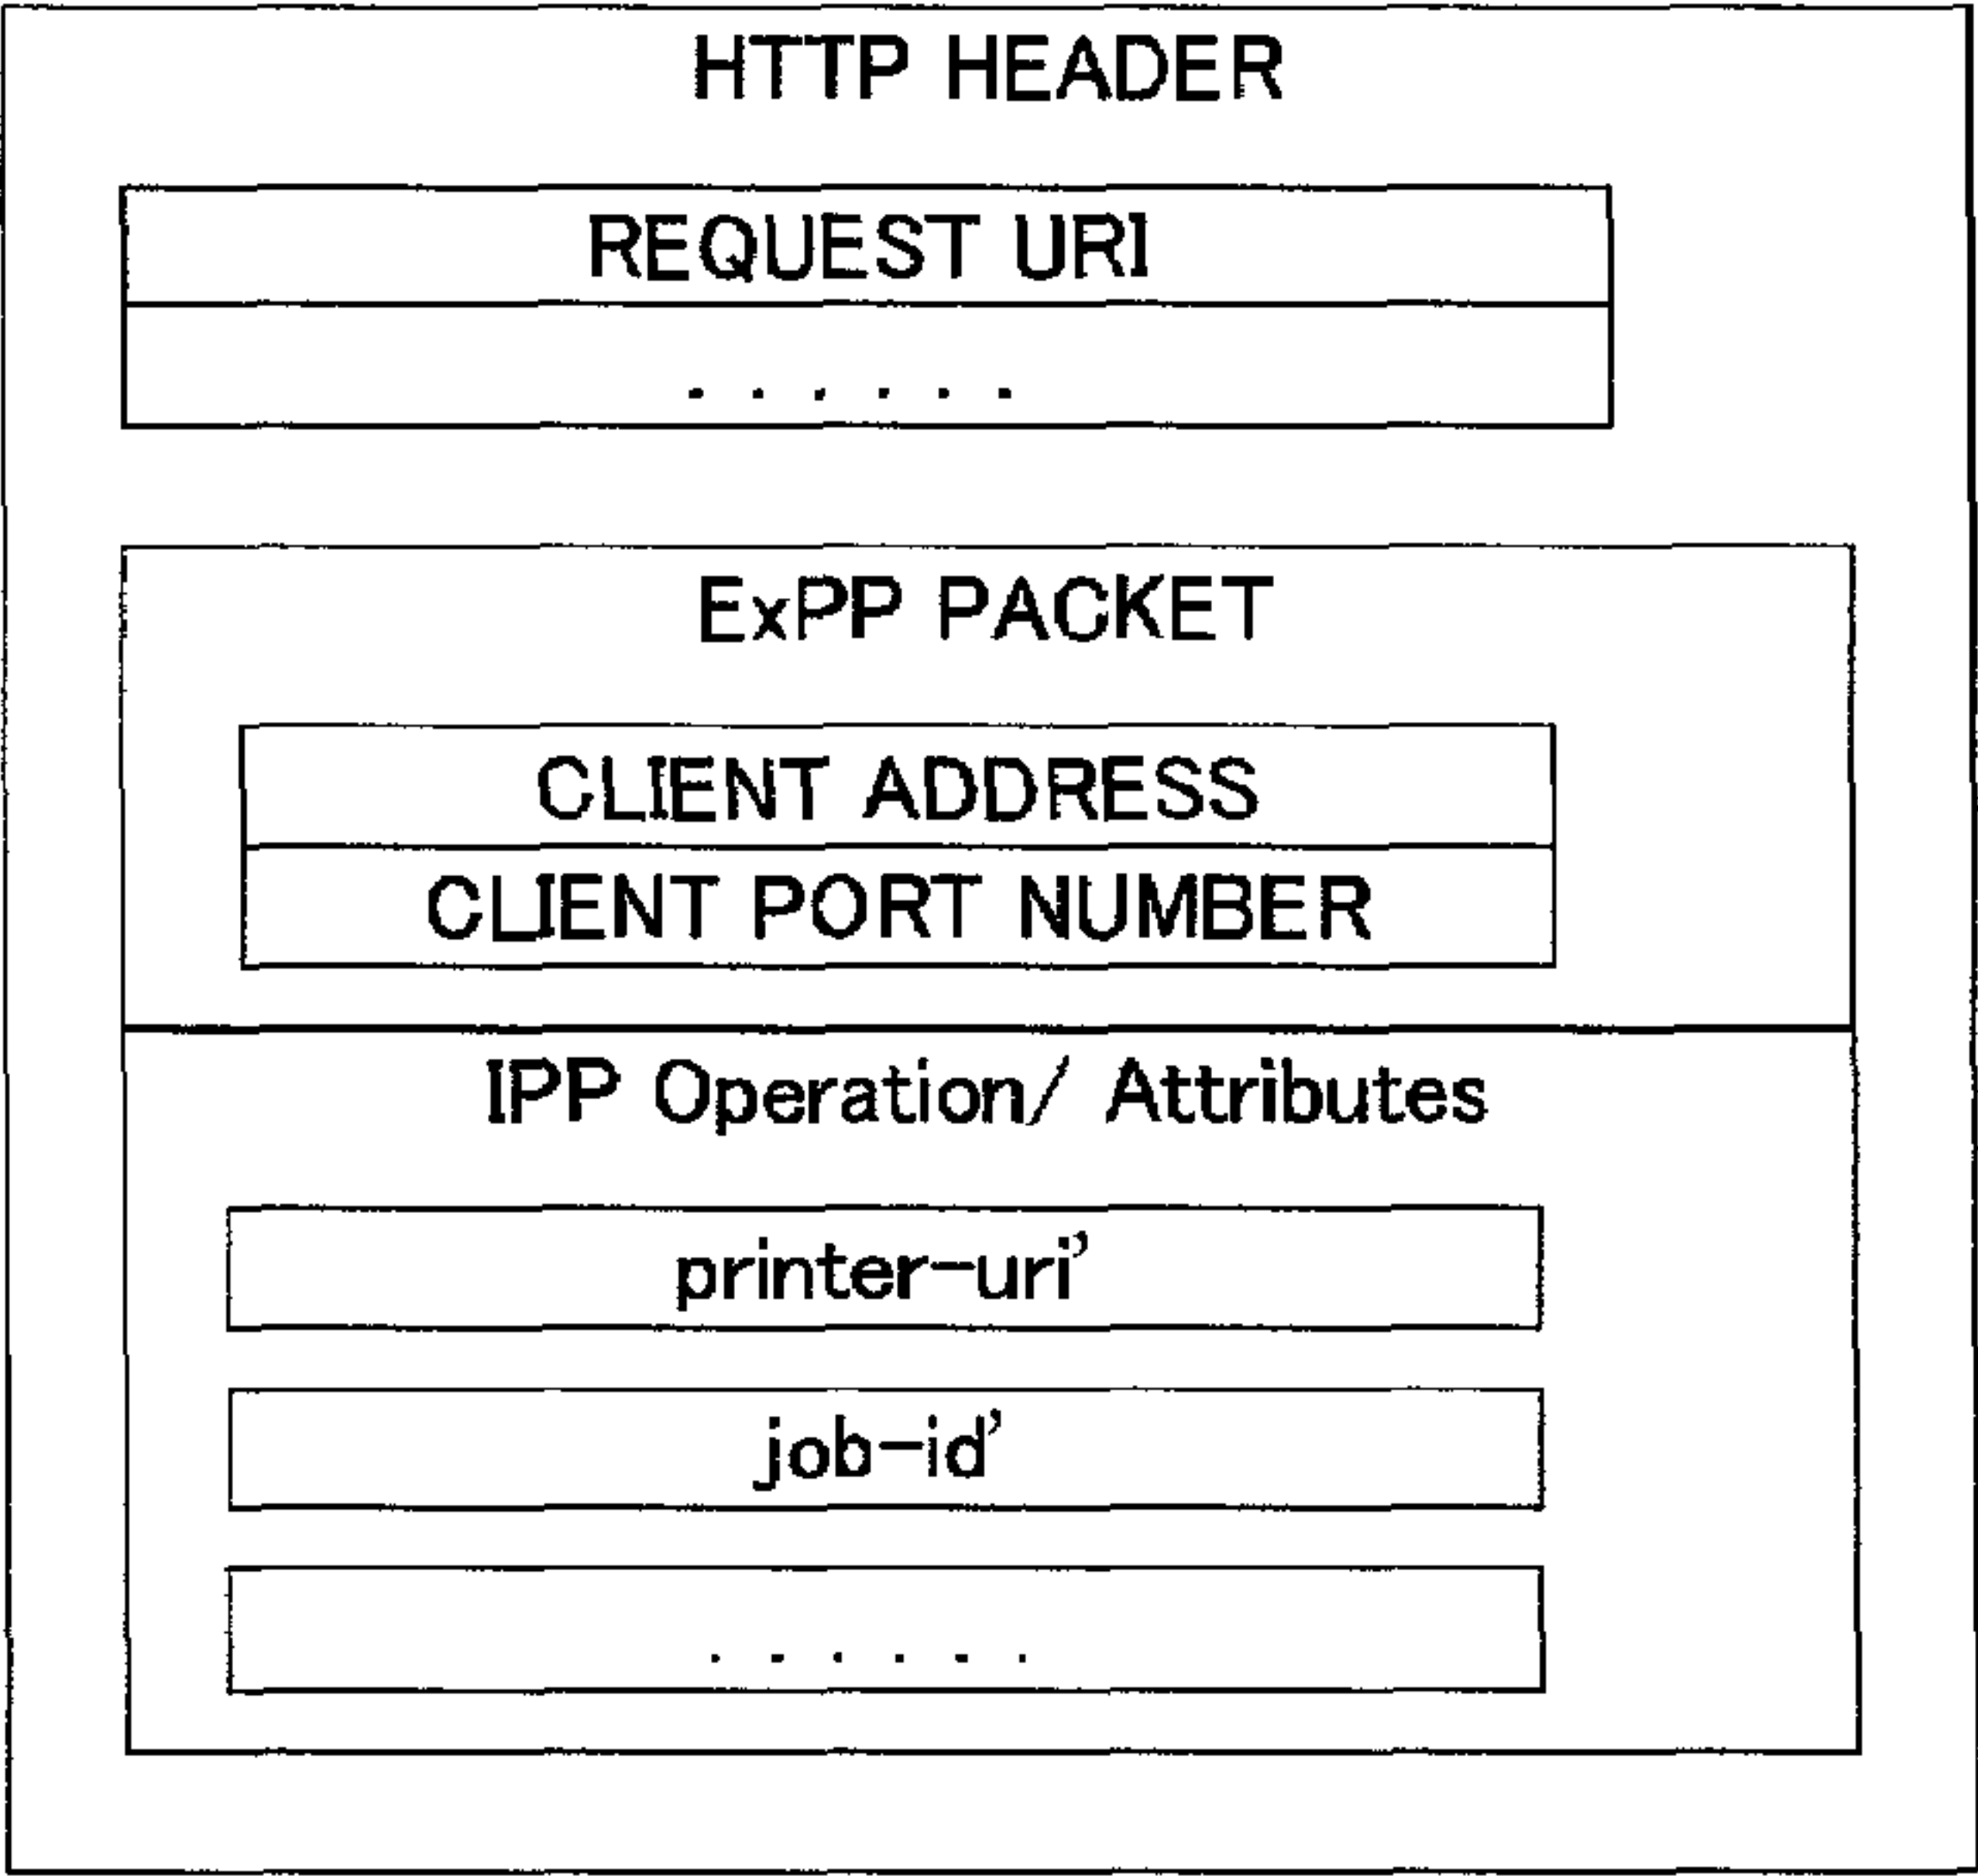 HTTP HEADER
REQUEST URI
. . . . . .
ExPP PACKET
CLIENT ADDRESS
CLIENT PORT NUMBER
IPP Operation/ Attributes
printer-uri'
job-id'
. . . . . .